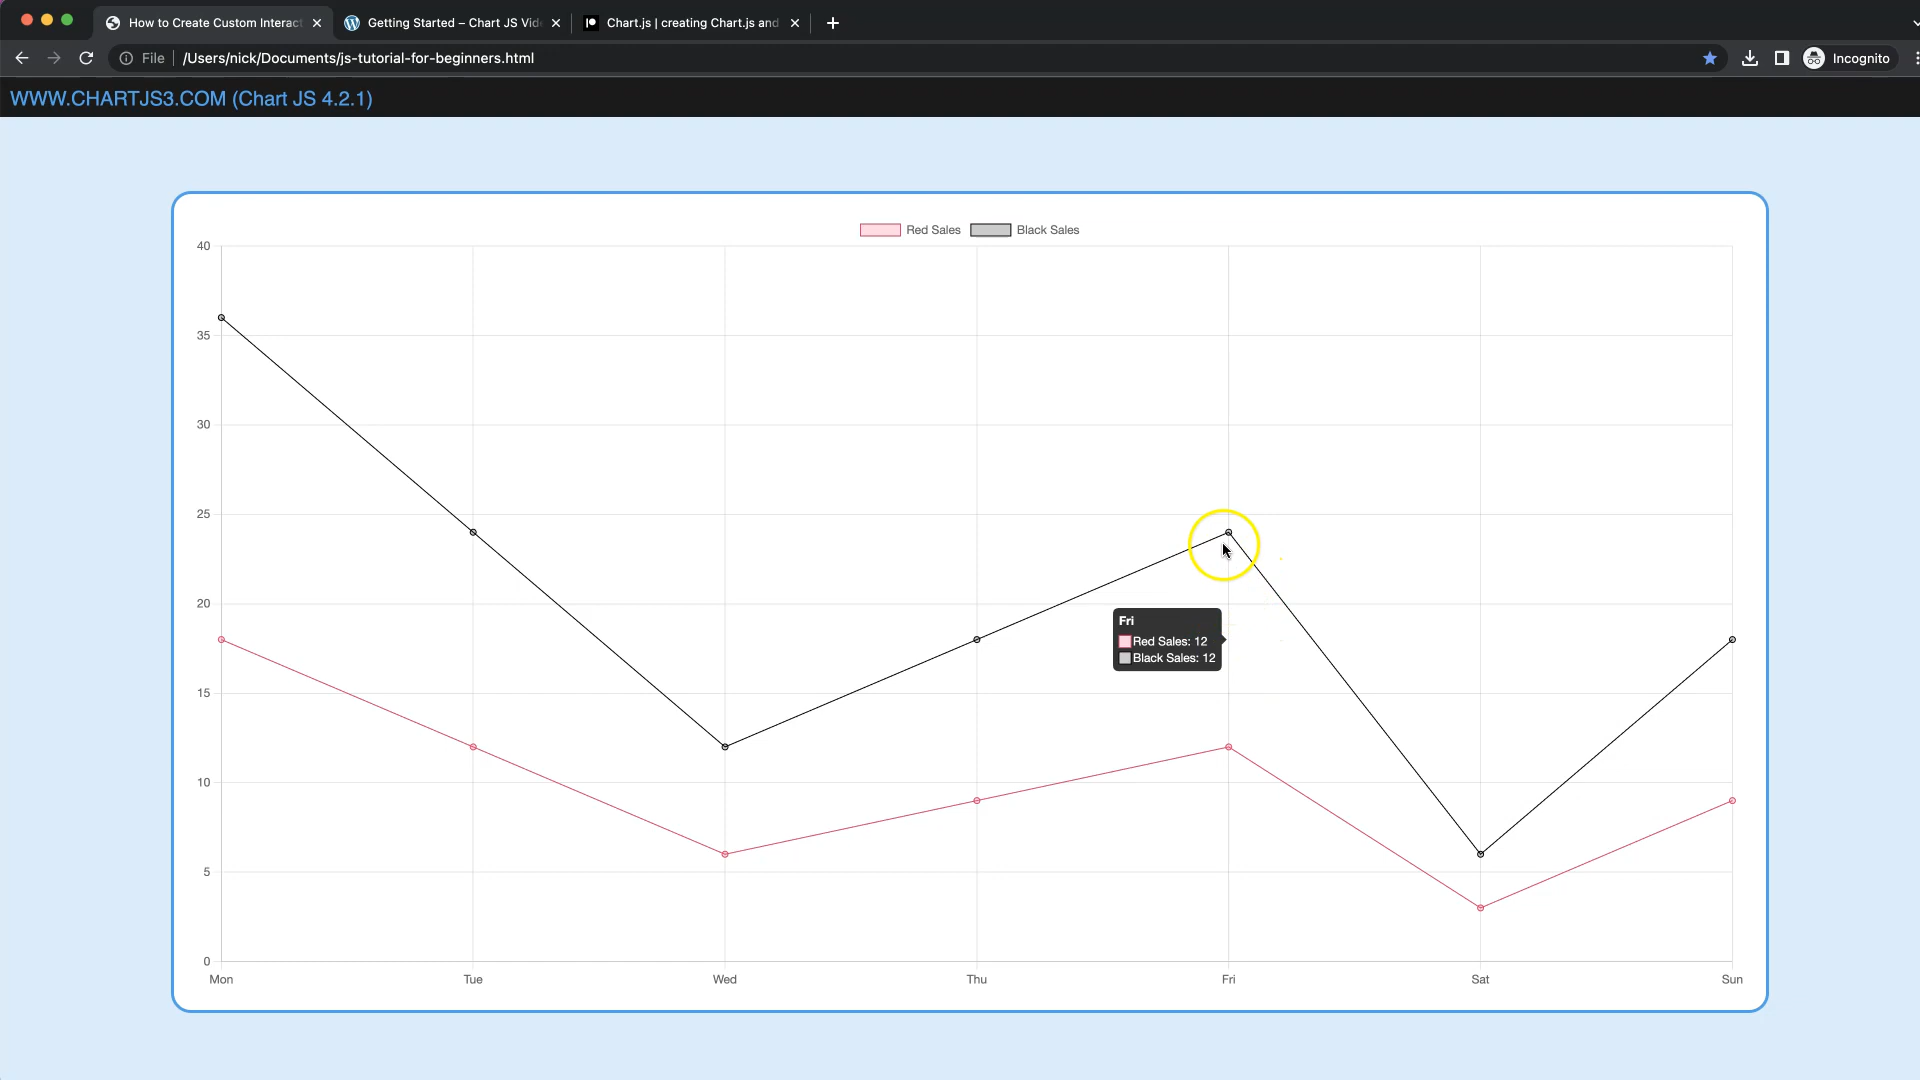 How to Create Custom Interact
Getting Started – Chart JS Vid
Chart.js | creating Chart.js and
File
/Users/nick/Documents/js-tutorial-for-beginners.html
Incognito
WWW.CHARTJS3.COM (Chart JS 4.2.1)
Red Sales
Black Sales
40
35
30
25
20
15
10
5
0
Fri
Red Sales: 12
Black Sales: 12
Mon
Tue
Wed
Thu
Fri
Sat
Sun